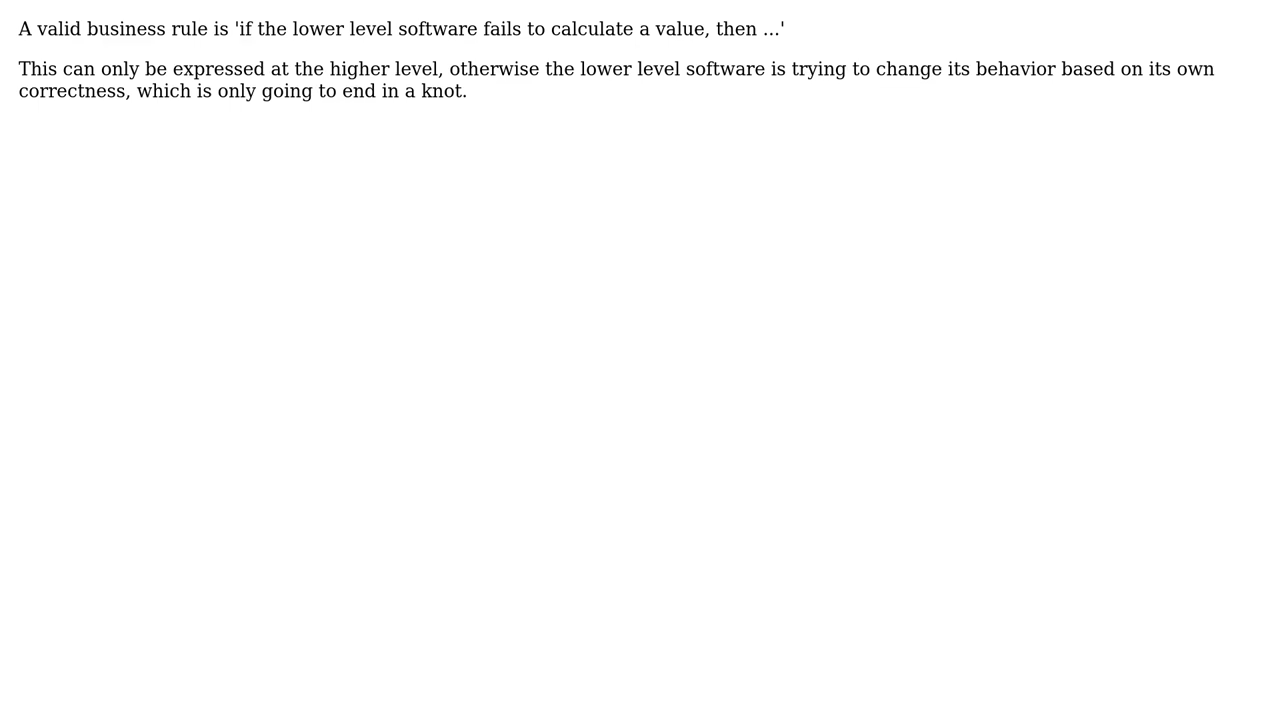 A valid business rule is 'if the lower level software fails to calculate a value, then ...'
This can only be expressed at the higher level, otherwise the lower level software is trying to change its behavior based on its own
correctness, which is only going to end in a knot.